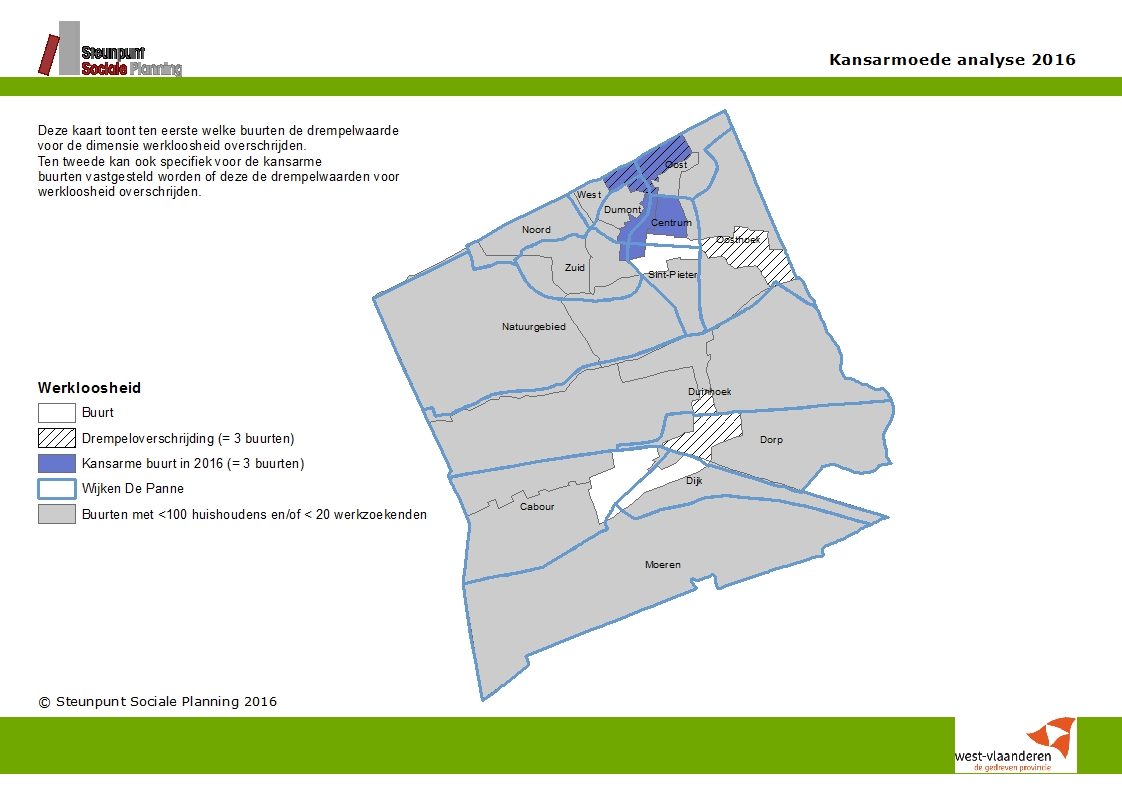 Steunpunt
Sociale Planning
Kansarmoede analyse 2016
Deze kaart toont ten eerste welke buurten de drempelwaarde
voor de dimensie werkloosheid overschrijden.
Ten tweede kan ook specifiek voor de kansarme
buurten vastgesteld worden of deze de drempelwaarden voor
werkloosheid overschrijden.
Oost
West
Dumont
Centrum
Noord
Oosthoek
Zuid
Sint-Pieter
Natuurgebied
Duinhoek
Dorp
Dijk
Cabour
Moeren
Werkloosheid
Buurt
Drempeloverschrijding (= 3 buurten)
Kansarme buurt in 2016 (= 3 buurten)
Wijken De Panne
Buurten met <100 huishoudens en/of < 20 werkzoekenden
© Steunpunt Sociale Planning 2016
west-vlaanderen
de gedreven provincie